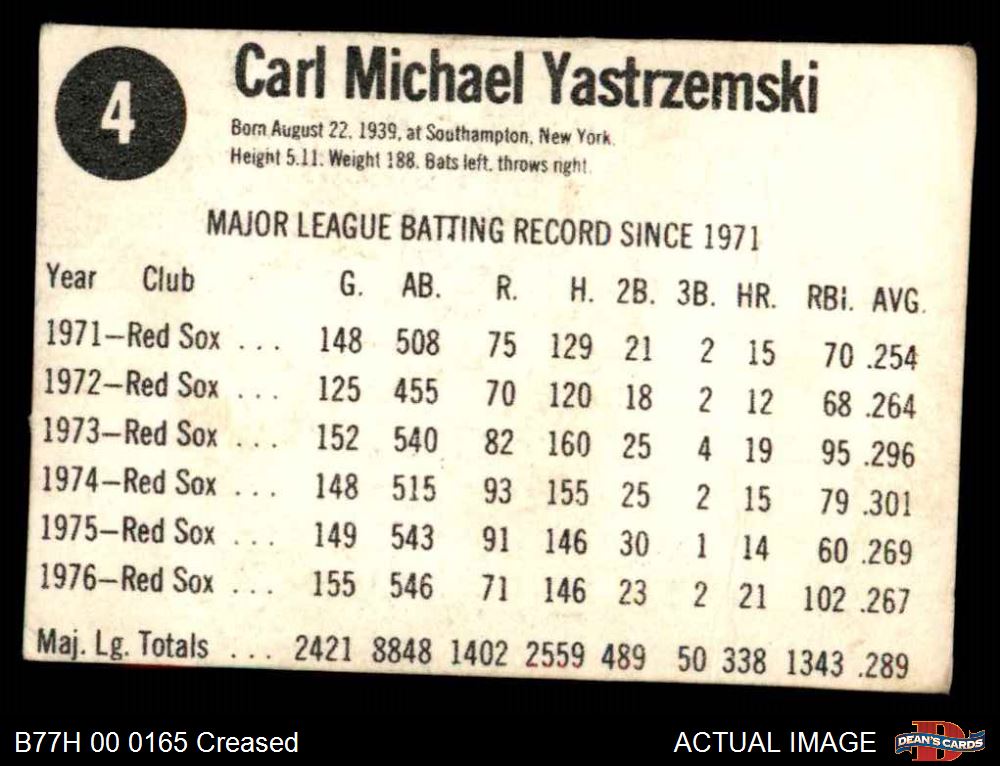 4
Carl Michael Yastrzemski
Born August 22, 1939, at Southampton, New York.
Height 5.11. Weight 188. Bats left, throws right.
MAJOR LEAGUE BATTING RECORD SINCE 1971
Year Club G. AB. R. H. 2B. 3B. HR. RBI. AVG.
1971—Red Sox ... 148 508 75 129 21 2 15 70 .254
1972—Red Sox ... 125 455 70 120 18 2 12 68 .264
1973—Red Sox ... 152 540 82 160 25 4 19 95 .296
1974—Red Sox ... 148 515 93 155 25 2 15 79 .301
1975—Red Sox ... 149 543 91 146 30 1 14 60 .269
1976—Red Sox ... 155 546 71 146 23 2 21 102 .267
Maj. Lg. Totals ... 2421 8848 1402 2559 489 50 338 1343 .289
B77H 00 0165 Creased ACTUAL IMAGE DEAN'S CARDS